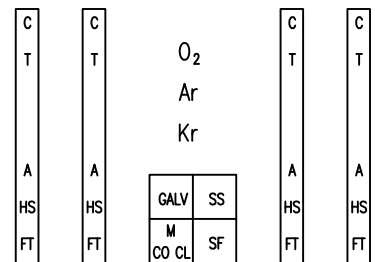 C C C C
T T O₂ T T
Ar
Kr
A A A A
HS HS GALV SS HS HS
FT FT M SF FT FT
CO CL